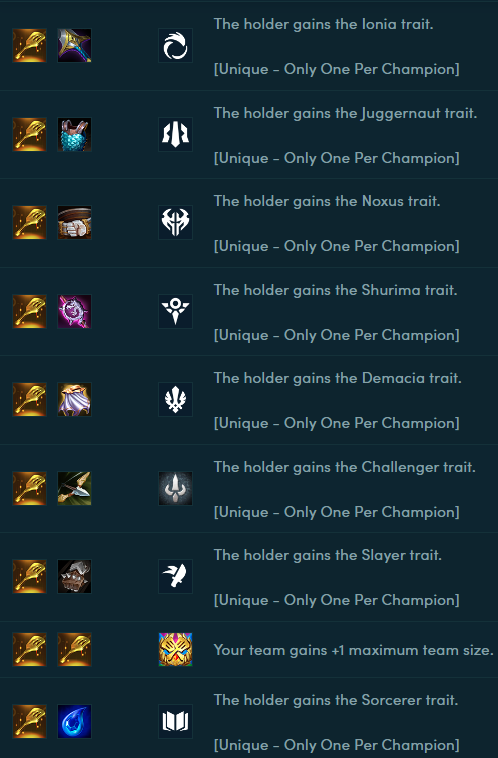 The holder gains the Ionia trait.
[Unique - Only One Per Champion]
The holder gains the Juggernaut trait.
[Unique - Only One Per Champion]
The holder gains the Noxus trait.
[Unique - Only One Per Champion]
The holder gains the Shurima trait.
[Unique - Only One Per Champion]
The holder gains the Demacia trait.
[Unique - Only One Per Champion]
The holder gains the Challenger trait.
[Unique - Only One Per Champion]
The holder gains the Slayer trait.
[Unique - Only One Per Champion]
Your team gains +1 maximum team size.
The holder gains the Sorcerer trait.
[Unique - Only One Per Champion]